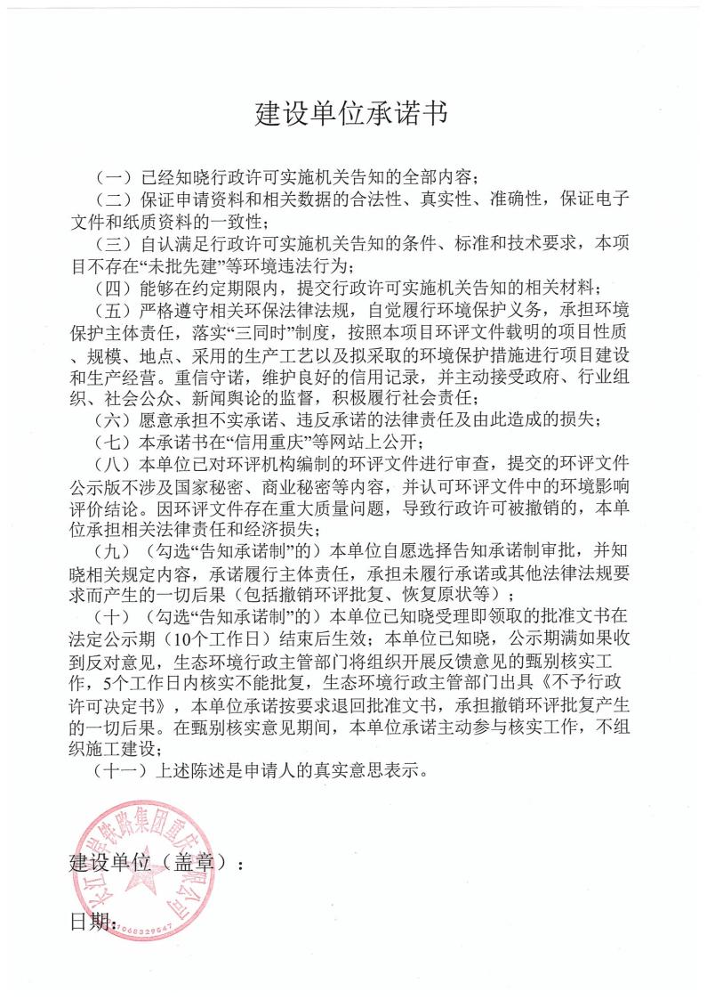 建设单位承诺书
（一）已经知晓行政许可实施机关告知的全部内容；
（二）保证申请资料和相关数据的合法性、真实性、准确性，保证电子
文件和纸质资料的一致性；
（三）自认满足行政许可实施机关告知的条件、标准和技术要求，本项
目不存在“未批先建”等环境违法行为；
（四）能够在约定期限内，提交行政许可实施机关告知的相关材料；
（五）严格遵守相关环保法律法规，自觉履行环境保护义务，承担环境
保护主体责任，落实“三同时”制度，按照本项目环评文件载明的项目性质
、规模、地点、采用的生产工艺以及拟采取的环境保护措施进行项目建设
和生产经营。重信守诺，维护良好的信用记录，并主动接受政府、行业组
织、社会公众、新闻舆论的监督，积极履行社会责任；
（六）愿意承担不实承诺、违反承诺的法律责任及由此造成的损失；
（七）本承诺书在“信用重庆”等网站上公开；
（八）本单位已对环评机构编制的环评文件进行审查，提交的环评文件
公示版不涉及国家秘密、商业秘密等内容，并认可环评文件中的环境影响
评价结论。因环评文件存在重大质量问题，导致行政许可被撤销的，本单
位承担相关法律责任和经济损失；
（九）（勾选“告知承诺制”的）本单位自愿选择告知承诺制审批，并知
晓相关规定内容，承诺履行主体责任，承担未履行承诺或其他法律法规要
求而产生的一切后果（包括撤销环评批复、恢复原状等）；
（十）（勾选“告知承诺制”的）本单位已知晓受理即领取的批准文书在
法定公示期（10个工作日）结束后生效；本单位已知晓，公示期满如果收
到反对意见，生态环境行政主管部门将组织开展反馈意见的甄别核实工
作，5个工作日内核实不能批复，生态环境行政主管部门出具《不予行政
许可决定书》，本单位承诺按要求退回批准文书，承担撤销环评批复产生
的一切后果。在甄别核实意见期间，本单位承诺主动参与核实工作，不组
织施工建设；
（十一）上述陈述是申请人的真实意思表示。
长江 岸铁路集团重庆有限公司
建设单位（盖章）：
日期：
1068329647